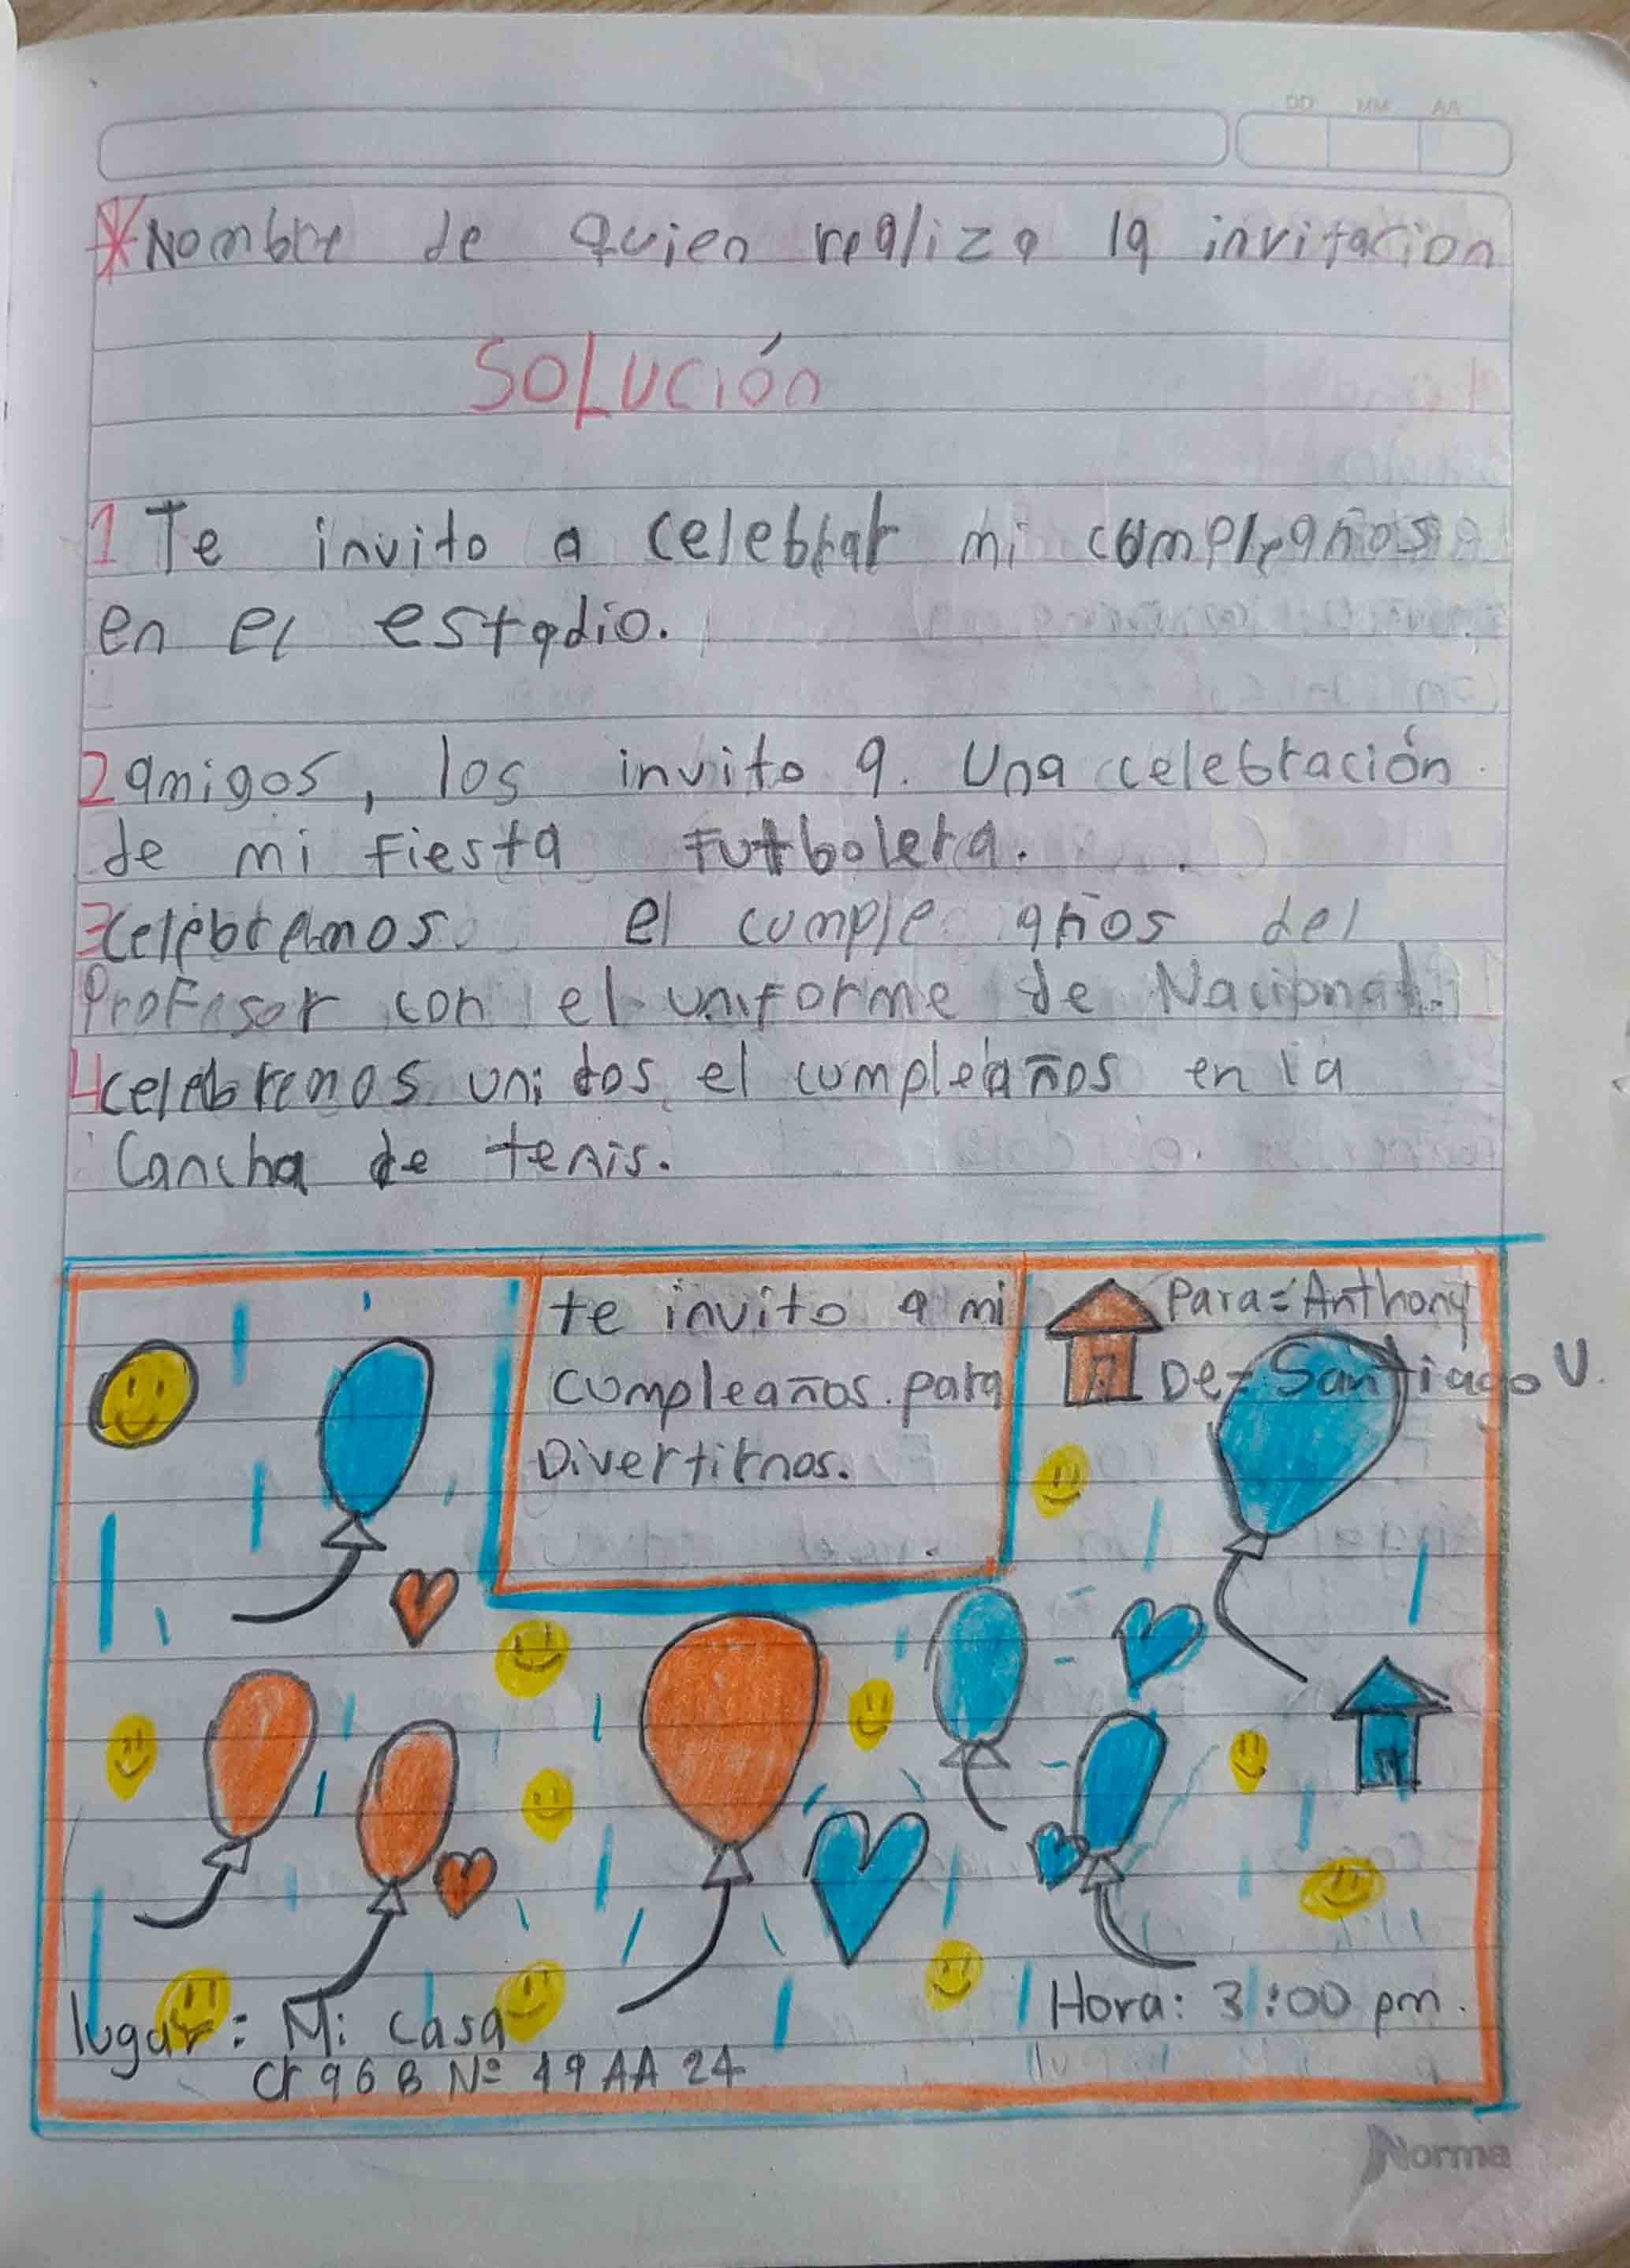 DD MM AA
*Nombre de quien realiza la invitacion
SOLUCIÓN
1 Te invito a celebrar mi cumpleaños
en el estadio.
2 amigos, los invito a. Una celebración
de mi fiesta Futbolera.
3 celebremos el cumple años del
Profesor con el uniforme de Nacional.
4 celebremos unidos el cumpleaños en la
Cancha de tenis.
te invito a mi
cumpleaños. para
Divertirnos.
Para= Anthony
De= Santiago V.
lugar: Mi casa
Cr 96 B Nº 49 AA 24
Hora: 3:00 pm.
Norma